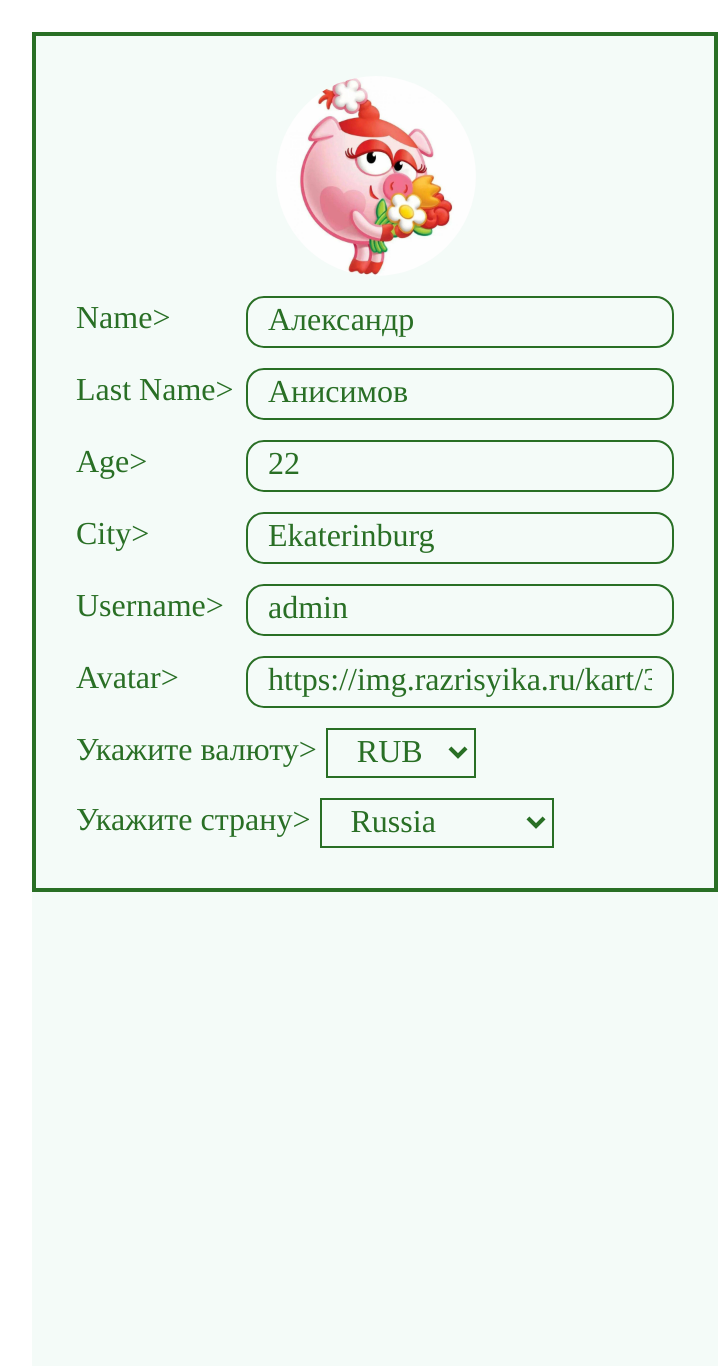 Name> Александр
Last Name> Анисимов
Age> 22
City> Ekaterinburg
Username> admin
Avatar> https://img.razrisyika.ru/kart/3
Укажите валюту> RUB
Укажите страну> Russia